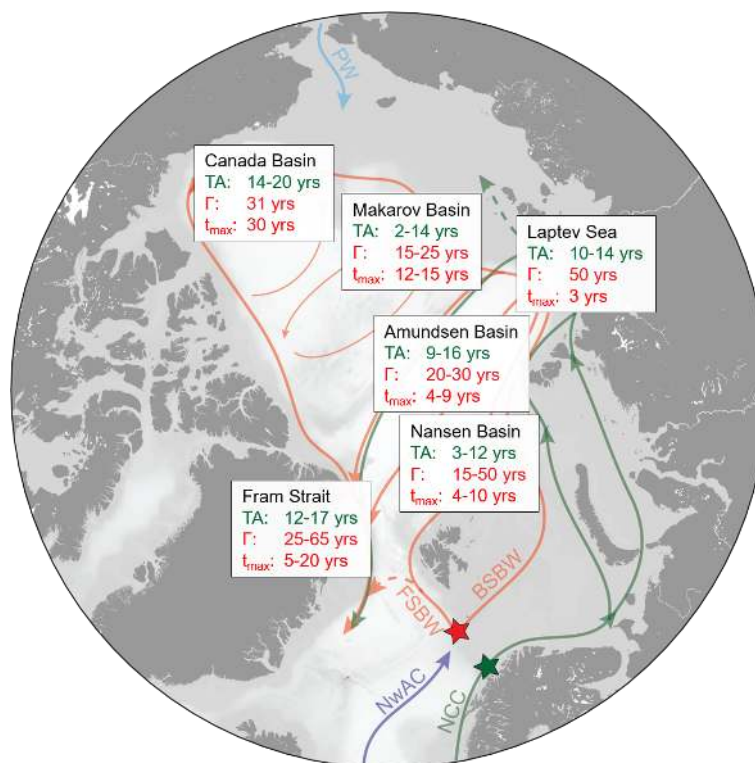 PW
Canada Basin
TA: 14-20 yrs
Γ: 31 yrs
tmax: 30 yrs
Makarov Basin
TA: 2-14 yrs
Γ: 15-25 yrs
tmax: 12-15 yrs
Laptev Sea
TA: 10-14 yrs
Γ: 50 yrs
tmax: 3 yrs
Amundsen Basin
TA: 9-16 yrs
Γ: 20-30 yrs
tmax: 4-9 yrs
Nansen Basin
TA: 3-12 yrs
Γ: 15-50 yrs
tmax: 4-10 yrs
Fram Strait
TA: 12-17 yrs
Γ: 25-65 yrs
tmax: 5-20 yrs
FSBW
BSBW
NwAC
NCC